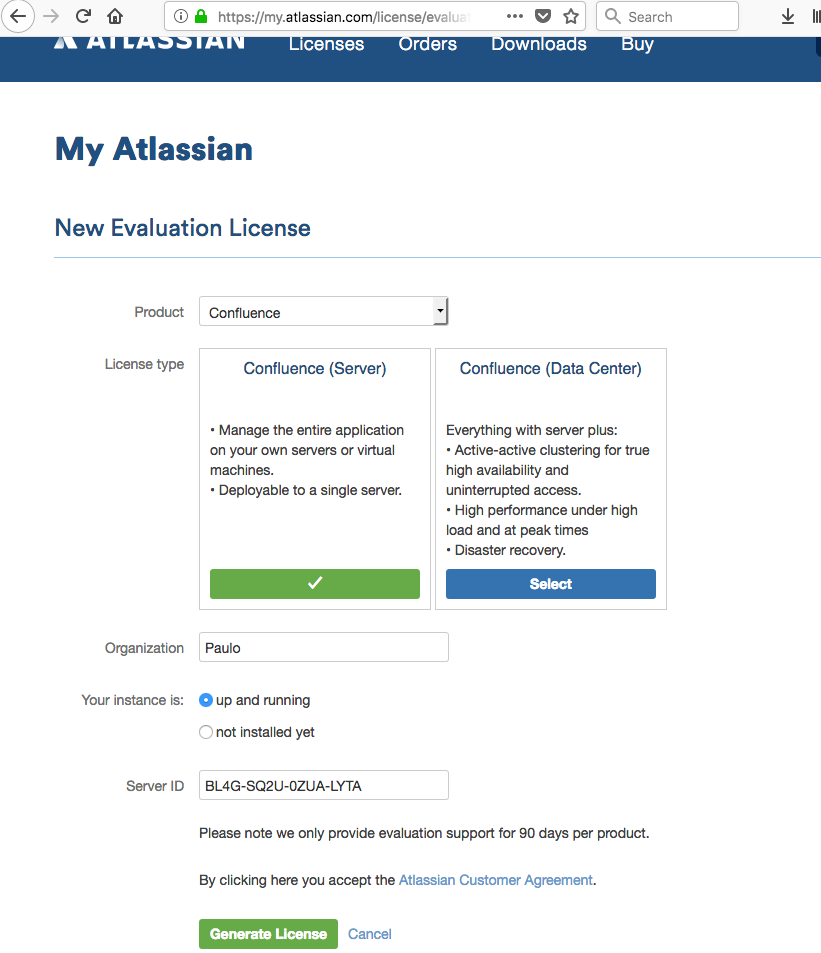 https://my.atlassian.com/license/evalua
Search
ATLASSIAN Licenses Orders Downloads Buy
My Atlassian
New Evaluation License
Product Confluence
License type
Confluence (Server)
• Manage the entire application
on your own servers or virtual
machines.
• Deployable to a single server.
Confluence (Data Center)
Everything with server plus:
• Active-active clustering for true
high availability and
uninterrupted access.
• High performance under high
load and at peak times
• Disaster recovery.
Select
Organization Paulo
Your instance is: up and running
not installed yet
Server ID BL4G-SQ2U-0ZUA-LYTA
Please note we only provide evaluation support for 90 days per product.
By clicking here you accept the Atlassian Customer Agreement.
Generate License Cancel